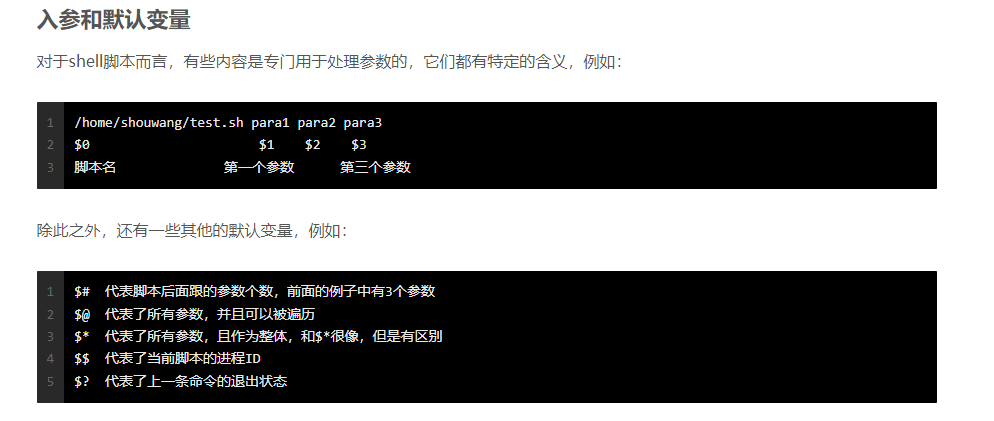 入参和默认变量
对于shell脚本而言，有些内容是专门用于处理参数的，它们都有特定的含义，例如：
1 /home/shouwang/test.sh para1 para2 para3
2 $0 $1 $2 $3
3 脚本名 第一个参数 第三个参数
除此之外，还有一些其他的默认变量，例如：
1 $# 代表脚本后面跟的参数个数，前面的例子中有3个参数
2 $@ 代表了所有参数，并且可以被遍历
3 $* 代表了所有参数，且作为整体，和$*很像，但是有区别
4 $$ 代表了当前脚本的进程ID
5 $? 代表了上一条命令的退出状态